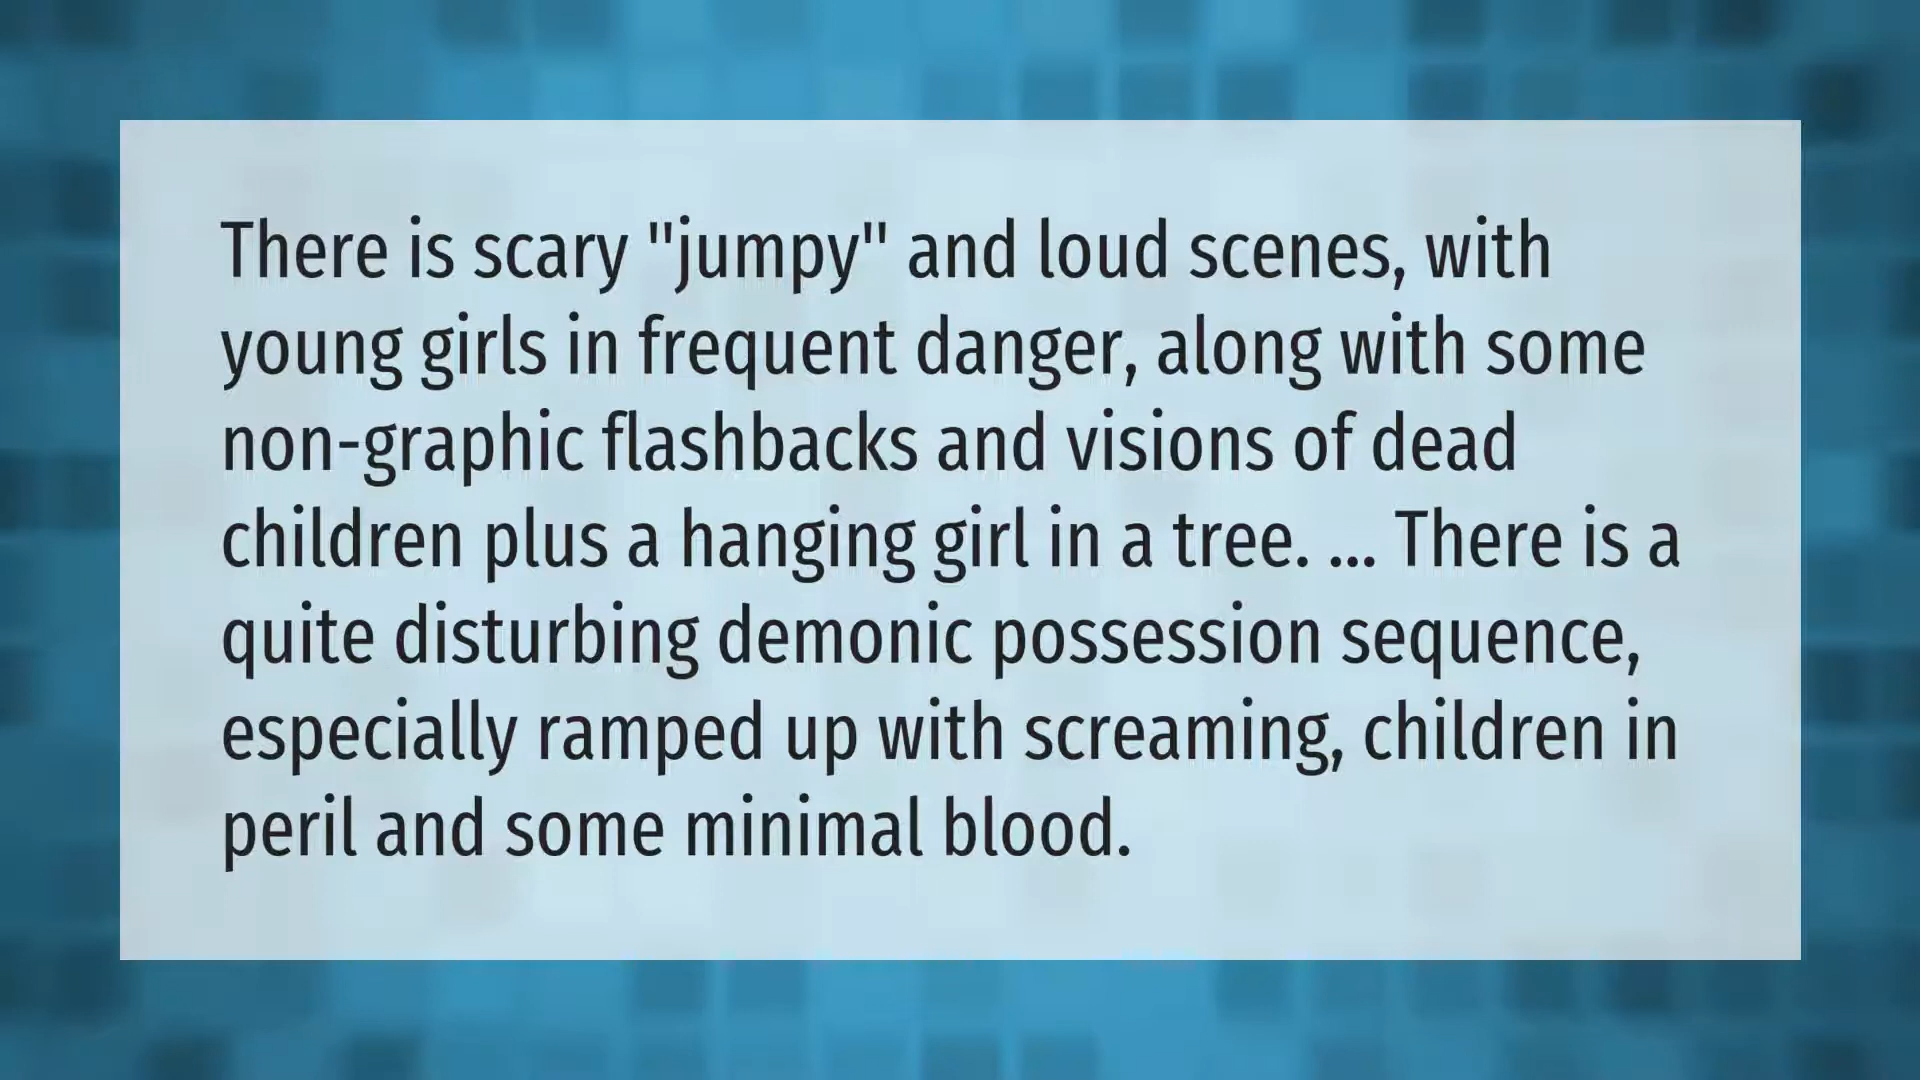 There is scary "jumpy" and loud scenes, with
young girls in frequent danger, along with some
non-graphic flashbacks and visions of dead
children plus a hanging girl in a tree. ... There is a
quite disturbing demonic possession sequence,
especially ramped up with screaming, children in
peril and some minimal blood.